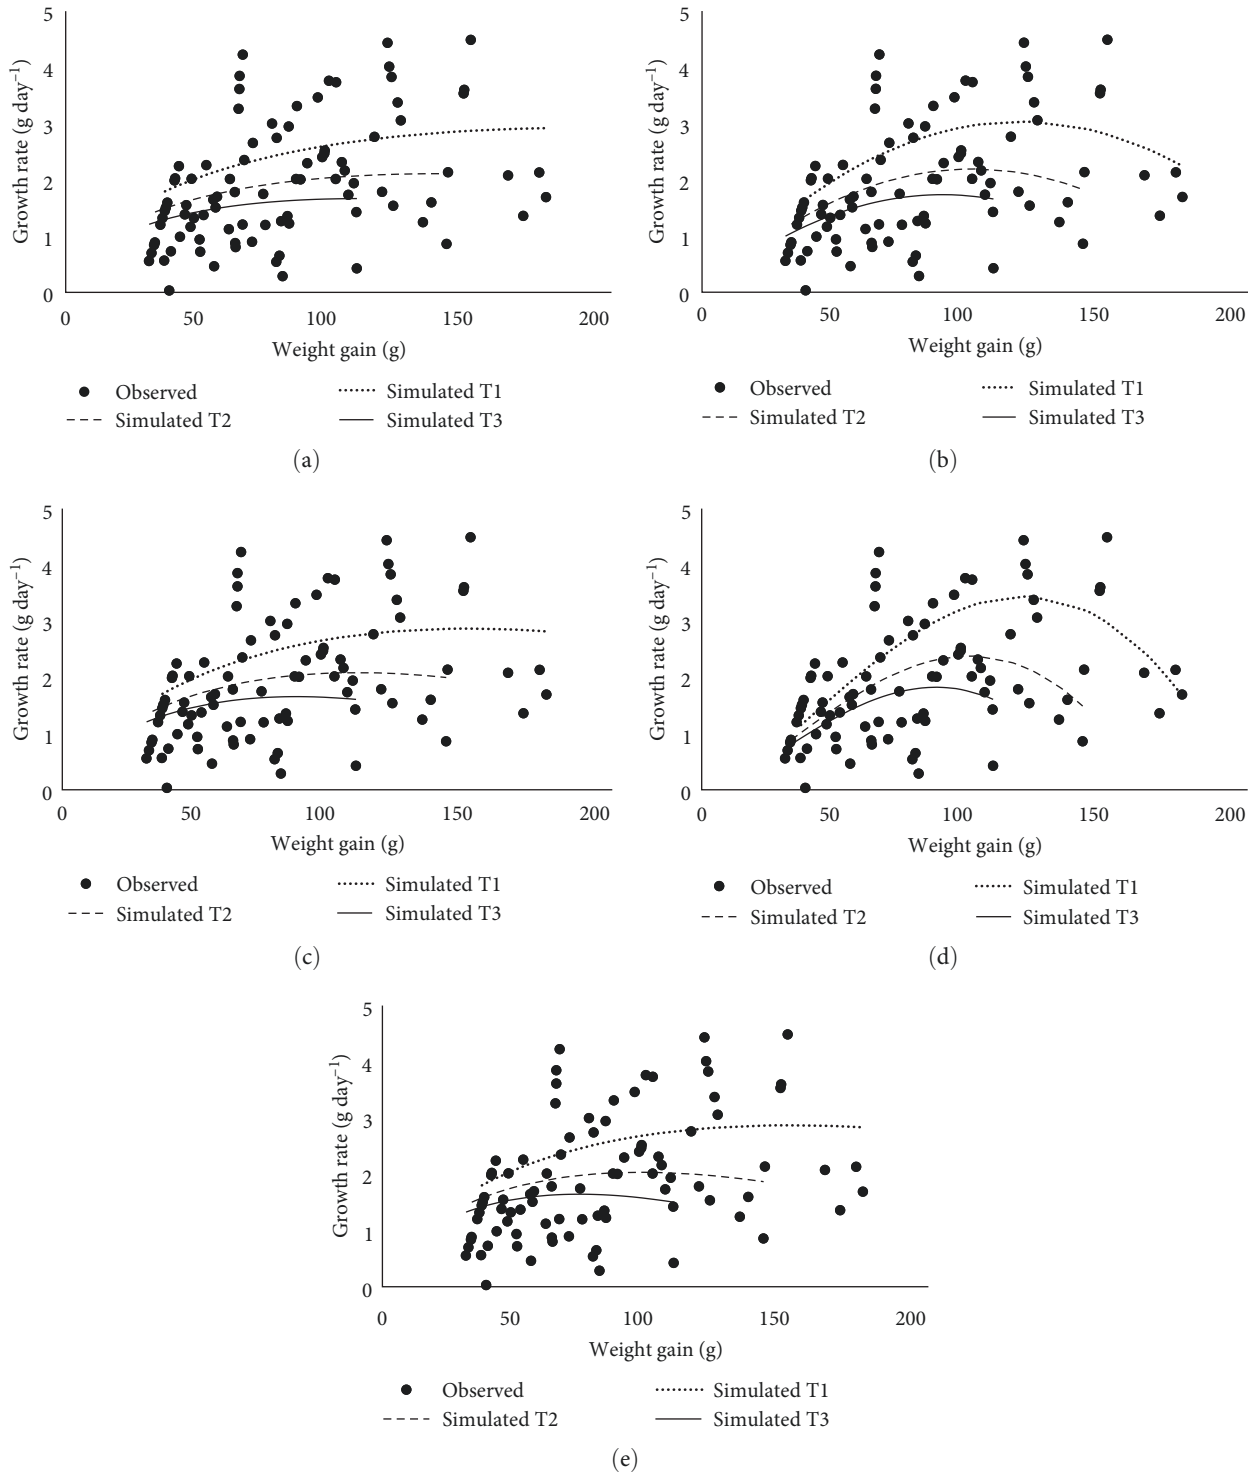 5
4
3
2
1
0
Growth rate (g day⁻¹)
0 50 100 150 200
Weight gain (g)
Observed Simulated T1
Simulated T2 Simulated T3
(a)
5
4
3
2
1
0
Growth rate (g day⁻¹)
0 50 100 150 200
Weight gain (g)
Observed Simulated T1
Simulated T2 Simulated T3
(b)
5
4
3
2
1
0
Growth rate (g day⁻¹)
0 50 100 150 200
Weight gain (g)
Observed Simulated T1
Simulated T2 Simulated T3
(c)
5
4
3
2
1
0
Growth rate (g day⁻¹)
0 50 100 150 200
Weight gain (g)
Observed Simulated T1
Simulated T2 Simulated T3
(d)
5
4
3
2
1
0
Growth rate (g day⁻¹)
0 50 100 150 200
Weight gain (g)
Observed Simulated T1
Simulated T2 Simulated T3
(e)